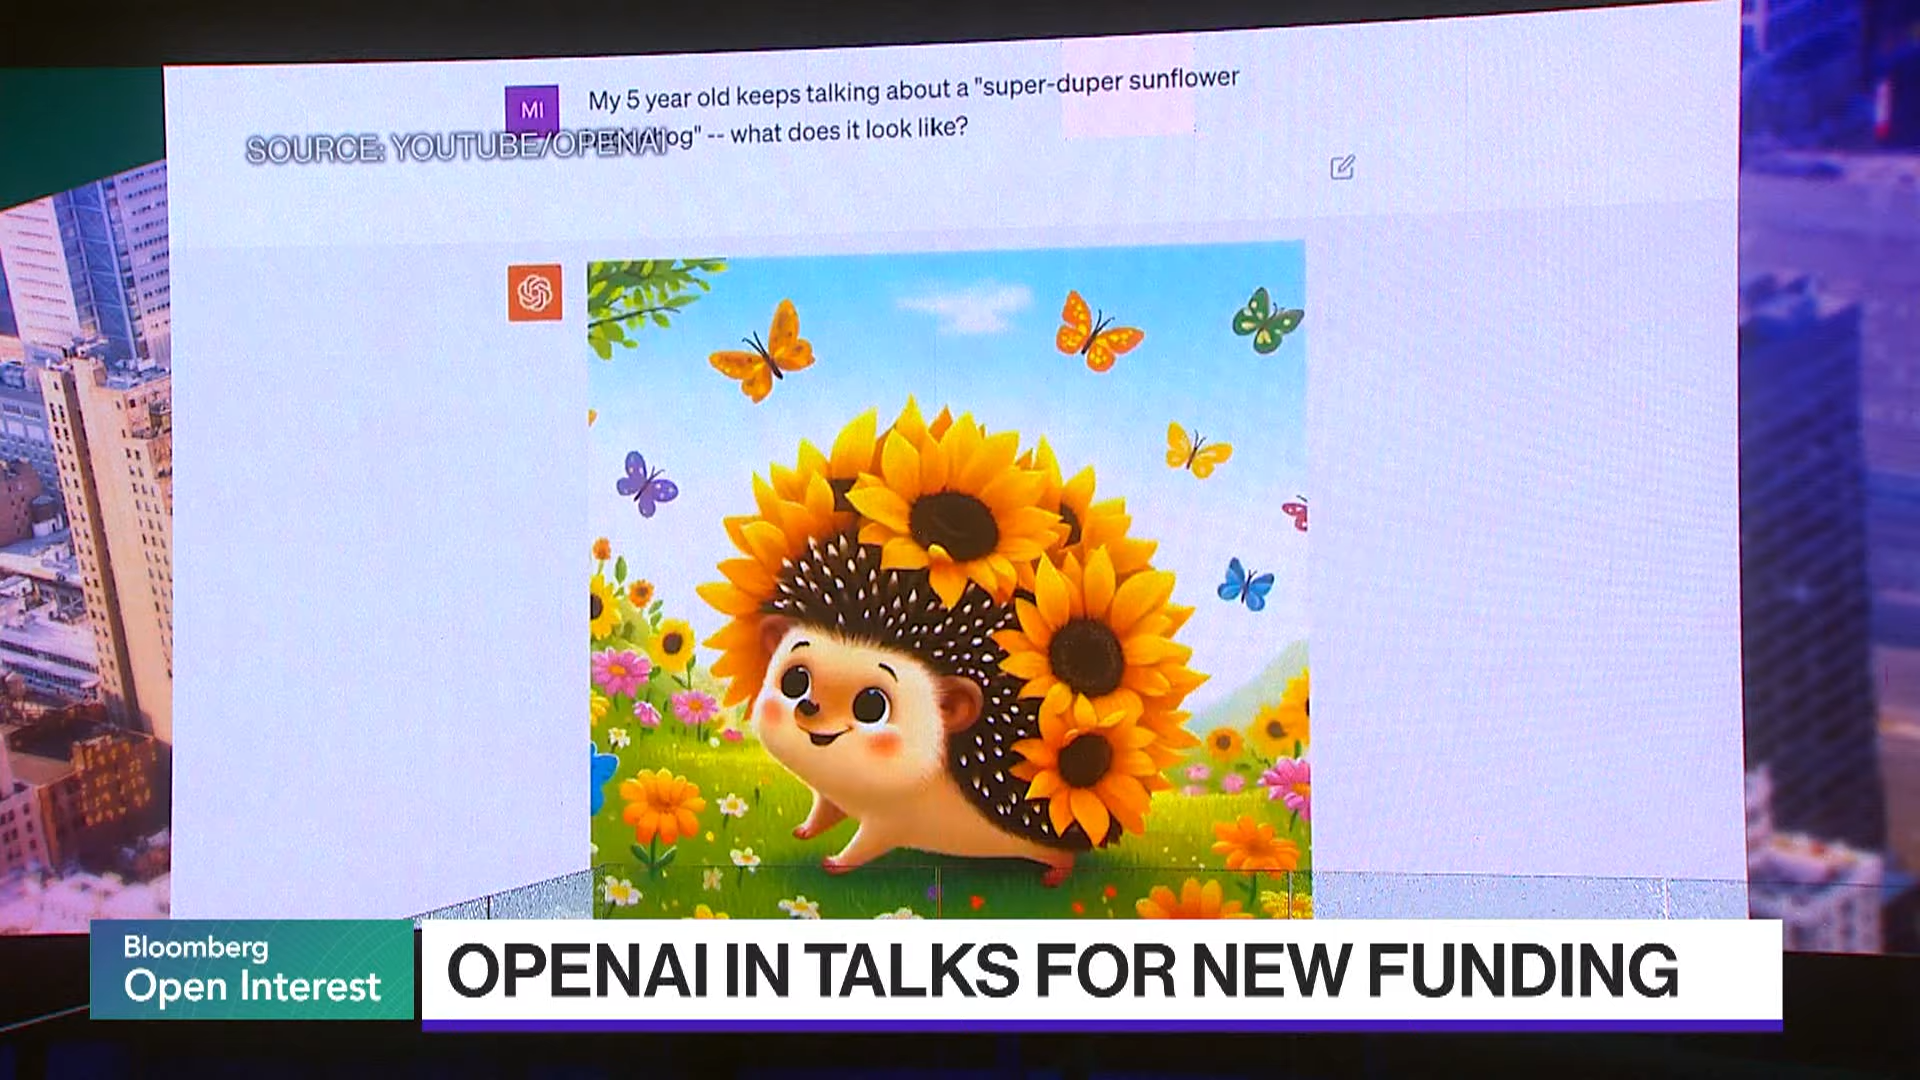 MI
My 5 year old keeps talking about a "super-duper sunflower
og" -- what does it look like?
SOURCE: YOUTUBE/OPENAI
Bloomberg
Open Interest
OPENAI IN TALKS FOR NEW FUNDING